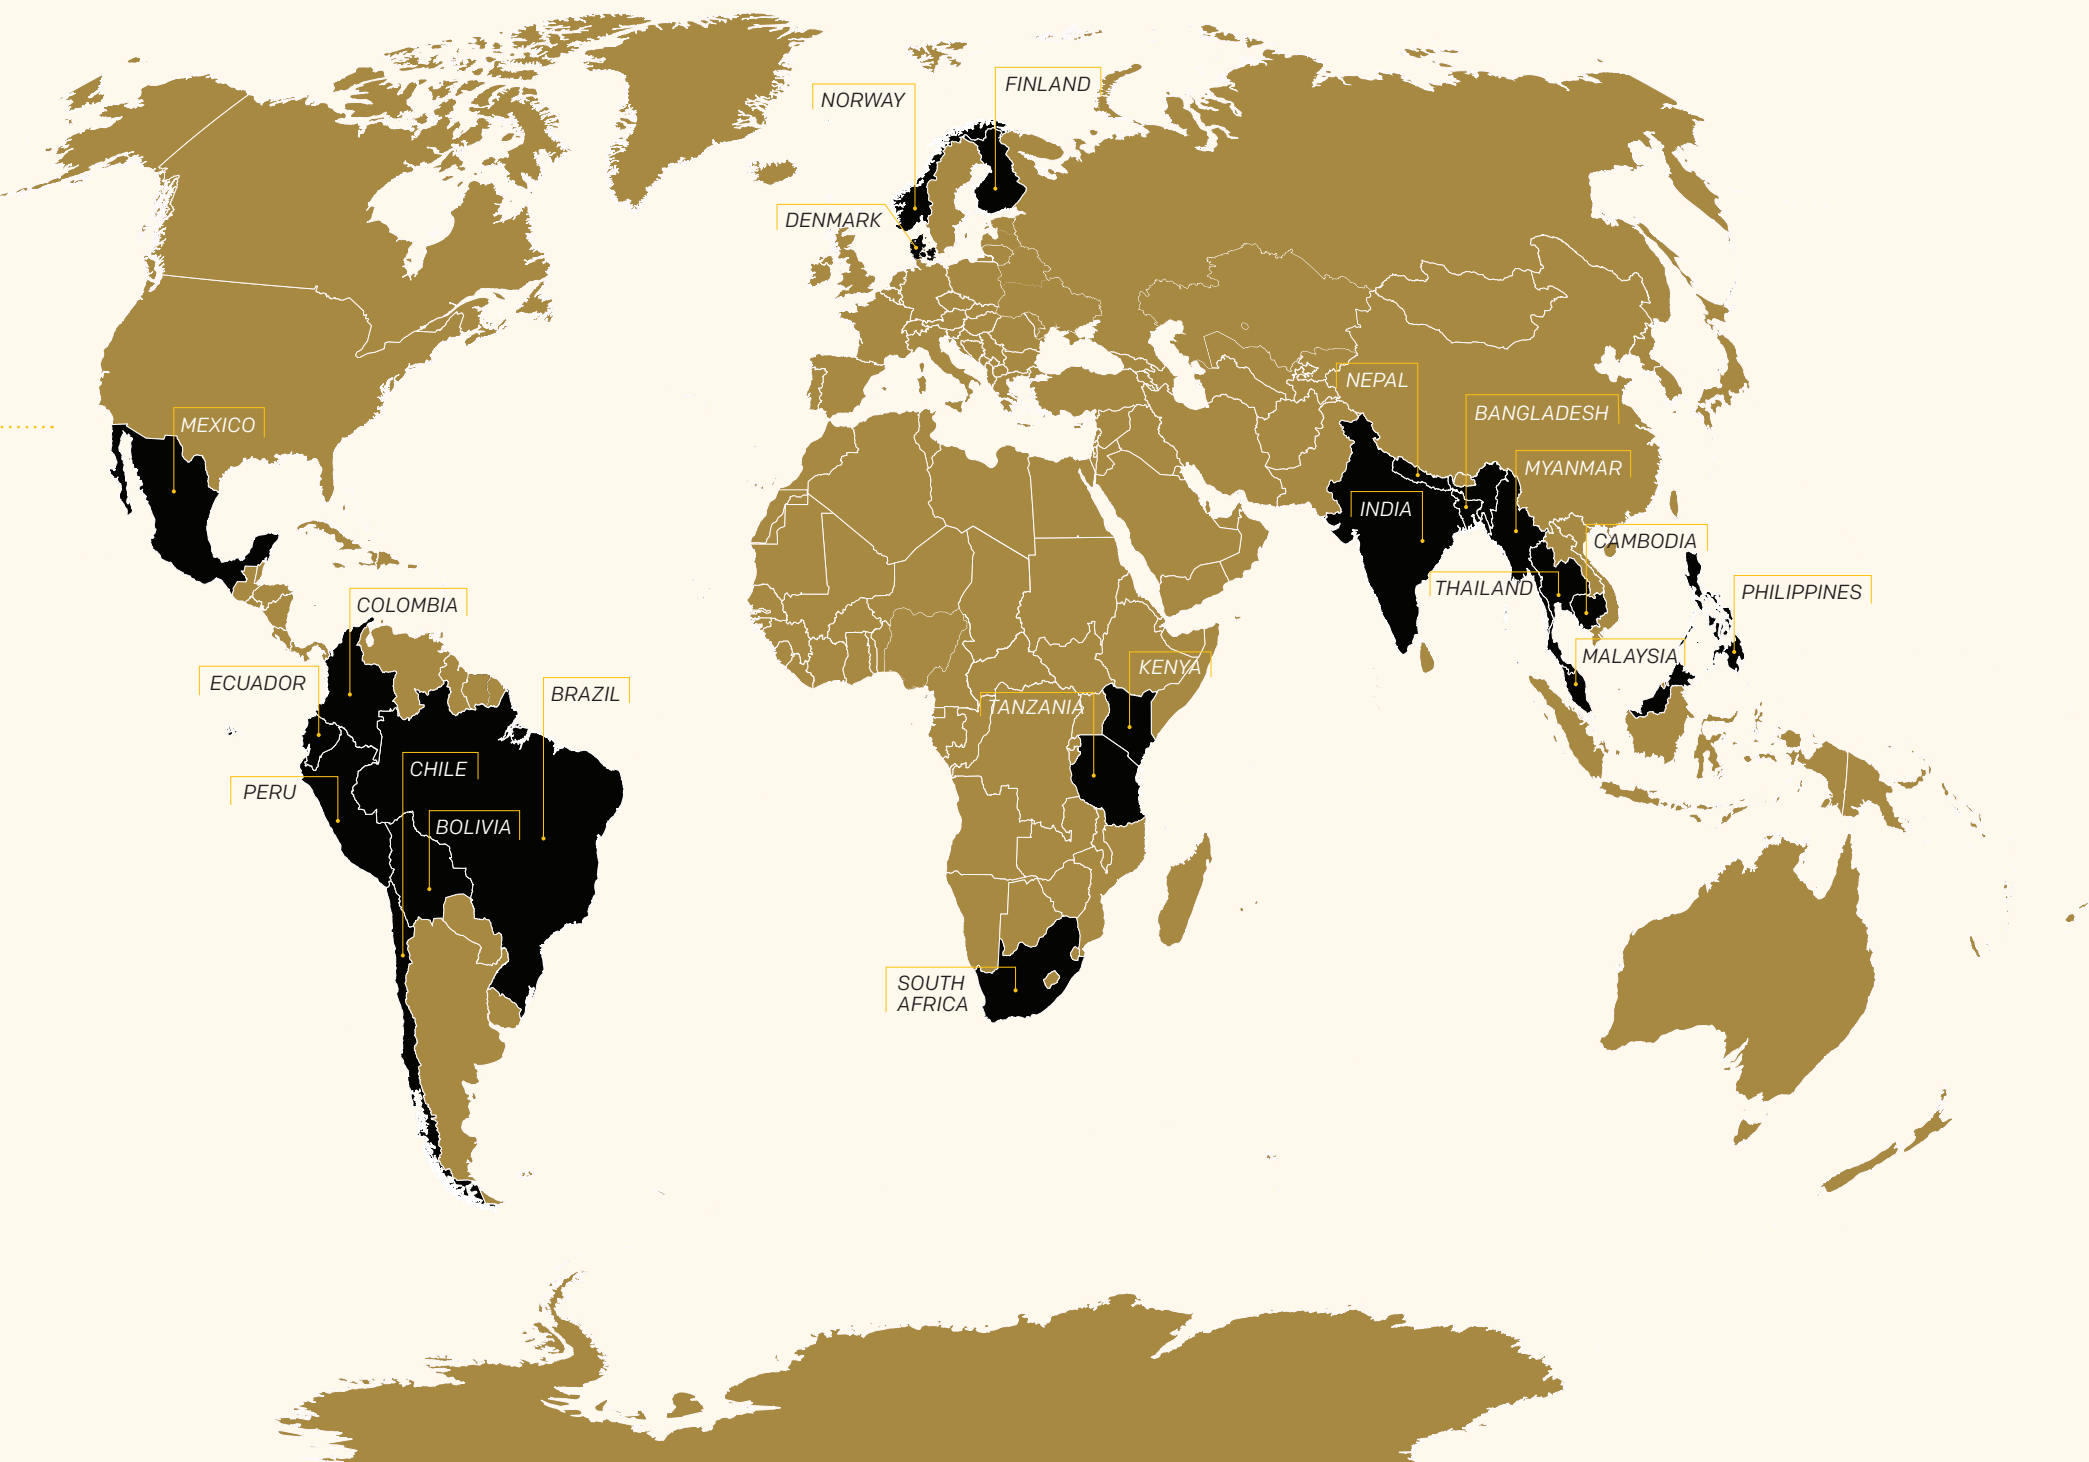 FINLAND
NORWAY
DENMARK
NEPAL
BANGLADESH
MEXICO
MYANMAR
INDIA
CAMBODIA
THAILAND
PHILIPPINES
COLOMBIA
MALAYSIA
KENYA
ECUADOR
BRAZIL
TANZANIA
CHILE
PERU
BOLIVIA
SOUTH
AFRICA